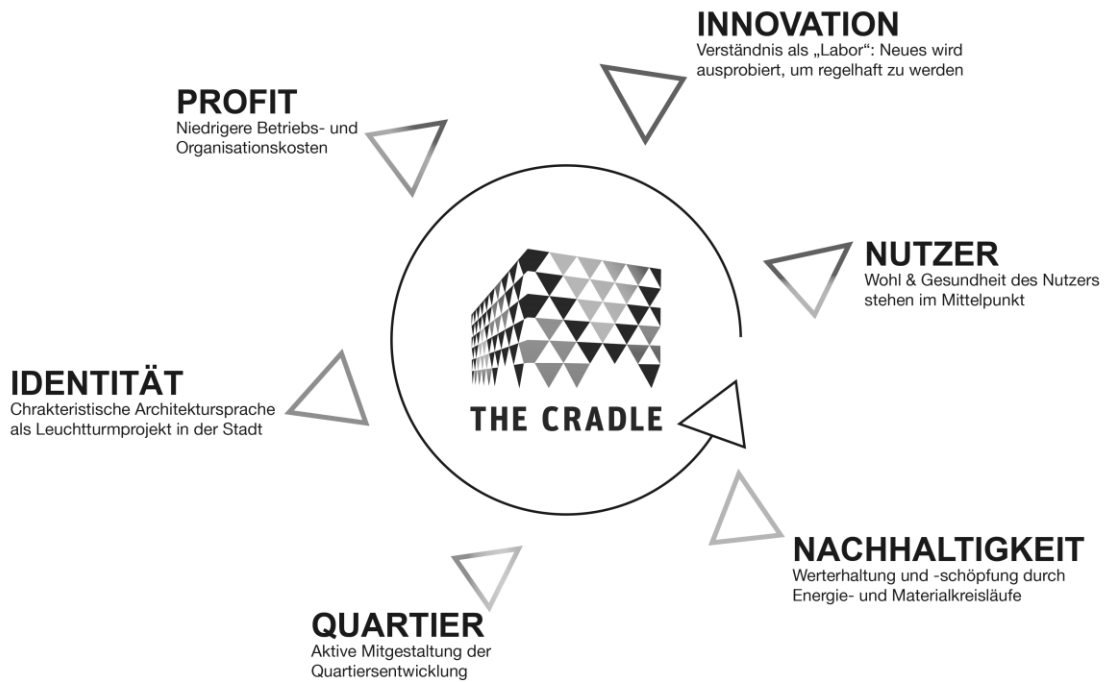 INNOVATION
Verständnis als „Labor“: Neues wird
ausprobiert, um regelhaft zu werden
PROFIT
Niedrigere Betriebs- und
Organisationskosten
NUTZER
Wohl & Gesundheit des Nutzers
stehen im Mittelpunkt
IDENTITÄT
Chrakteristische Architektursprache
als Leuchtturmprojekt in der Stadt
THE CRADLE
NACHHALTIGKEIT
Werterhaltung und -schöpfung durch
Energie- und Materialkreisläufe
QUARTIER
Aktive Mitgestaltung der
Quartiersentwicklung